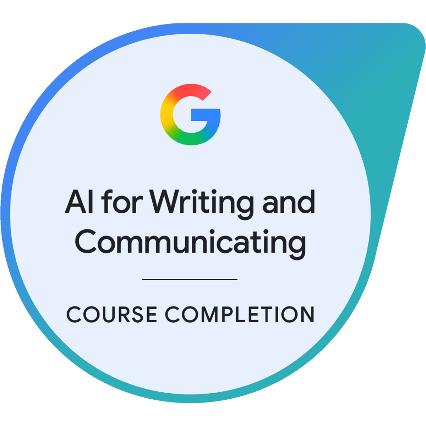 AI for Writing and
Communicating
COURSE COMPLETION